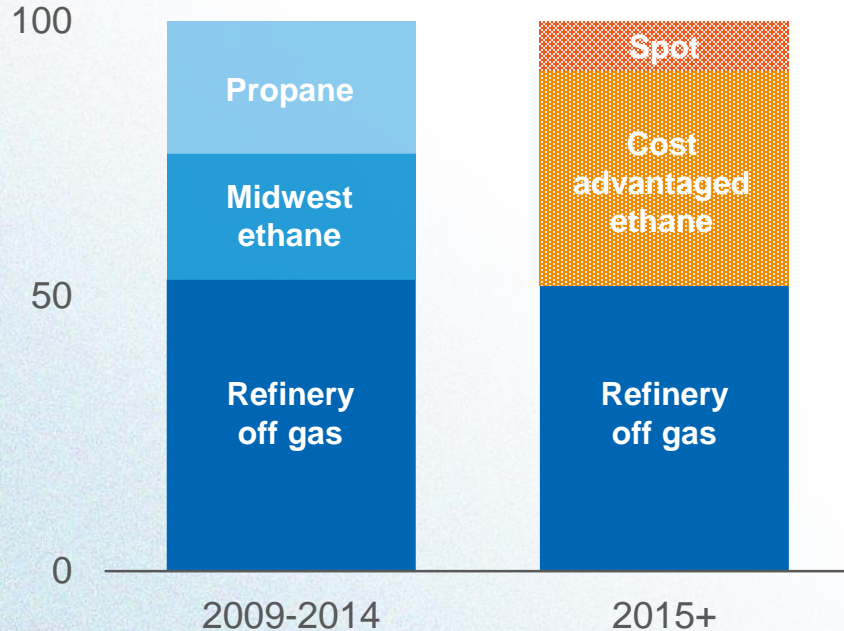 100
50
0
Propane
Midwest
ethane
Refinery
off gas
Spot
Cost
advantaged
ethane
Refinery
off gas
2009-2014
2015+